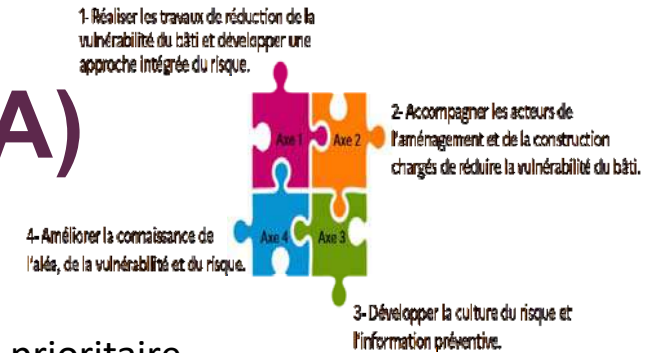 1- Réaliser les travaux de réduction de la
vulnérabilité du bâti et développer une
approche intégrée du risque.
A)
Axe 1
Axe 2
2- Accompagner les acteurs de
l'aménagement et de la construction
chargés de réduire la vulnérabilité du bâti.
4- Améliorer la connaissance de
l'aléa, de la vulnérabilité et du risque.
Axe 4
Axe 3
3- Développer la culture du risque et
l'information préventive.
prioritaire